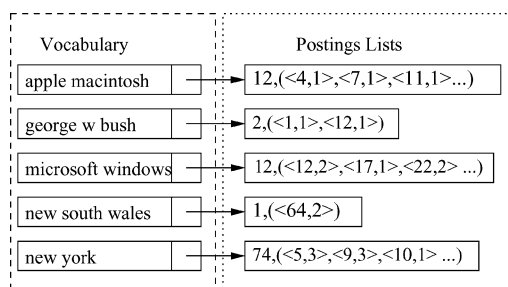 Vocabulary Postings Lists
apple macintosh 12,(<4,1>,<7,1>,<11,1>...)
george w bush 2,(<1,1>,<12,1>)
microsoft windows 12,(<12,2>,<17,1>,<22,2> ...)
new south wales 1,(<64,2>)
new york 74,(<5,3>,<9,3>,<10,1> ...)